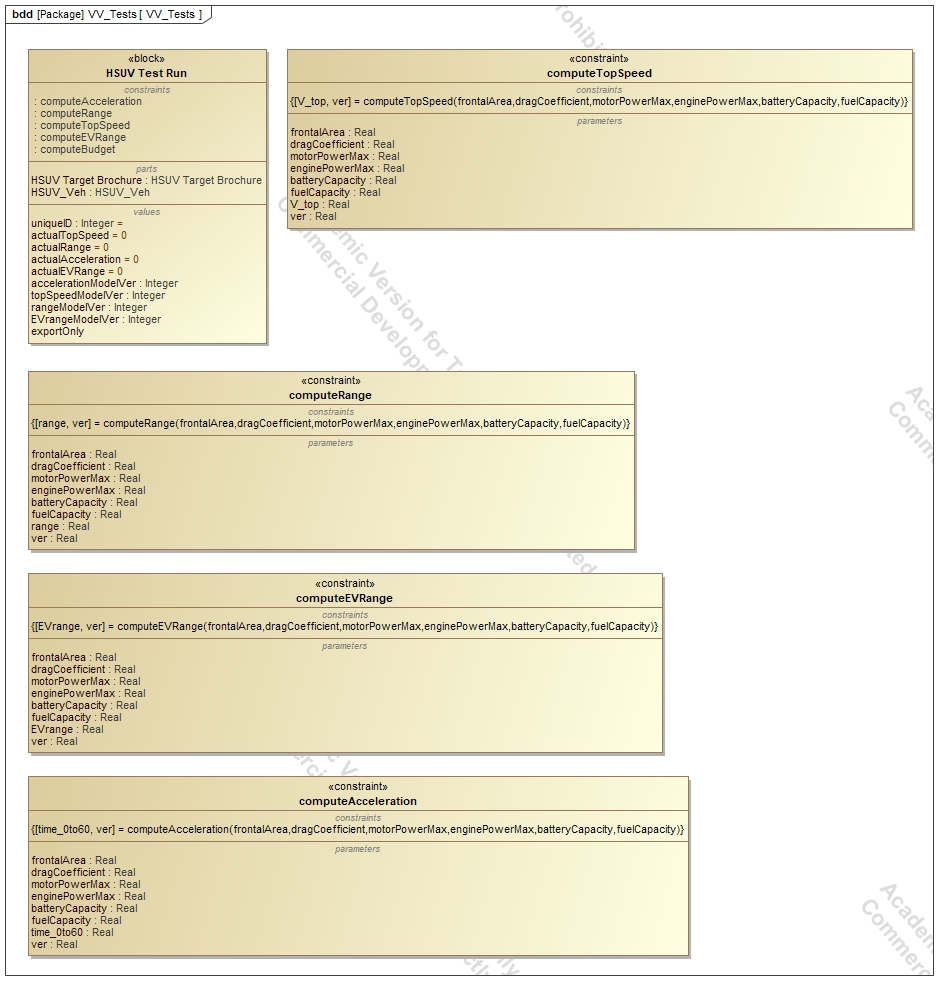 bdd [Package] VV_Tests [ VV_Tests ]
«block»
HSUV Test Run
constraints
: computeAcceleration
: computeRange
: computeTopSpeed
: computeEVRange
: computeBudget
parts
HSUV Target Brochure : HSUV Target Brochure
HSUV_Veh : HSUV_Veh
values
uniqueID : Integer =
actualTopSpeed = 0
actualRange = 0
actualAcceleration = 0
actualEVRange = 0
accelerationModelVer : Integer
topSpeedModelVer : Integer
rangeModelVer : Integer
EVrangeModelVer : Integer
exportOnly
«constraint»
computeTopSpeed
constraints
{[V_top, ver] = computeTopSpeed(frontalArea,dragCoefficient,motorPowerMax,enginePowerMax,batteryCapacity,fuelCapacity)}
parameters
frontalArea : Real
dragCoefficient : Real
motorPowerMax : Real
enginePowerMax : Real
batteryCapacity : Real
fuelCapacity : Real
V_top : Real
ver : Real
«constraint»
computeRange
constraints
{[range, ver] = computeRange(frontalArea,dragCoefficient,motorPowerMax,enginePowerMax,batteryCapacity,fuelCapacity)}
parameters
frontalArea : Real
dragCoefficient : Real
motorPowerMax : Real
enginePowerMax : Real
batteryCapacity : Real
fuelCapacity : Real
range : Real
ver : Real
«constraint»
computeEVRange
constraints
{[EVrange, ver] = computeEVRange(frontalArea,dragCoefficient,motorPowerMax,enginePowerMax,batteryCapacity,fuelCapacity)}
parameters
frontalArea : Real
dragCoefficient : Real
motorPowerMax : Real
enginePowerMax : Real
batteryCapacity : Real
fuelCapacity : Real
EVrange : Real
ver : Real
«constraint»
computeAcceleration
constraints
{[time_0to60, ver] = computeAcceleration(frontalArea,dragCoefficient,motorPowerMax,enginePowerMax,batteryCapacity,fuelCapacity)}
parameters
frontalArea : Real
dragCoefficient : Real
motorPowerMax : Real
enginePowerMax : Real
batteryCapacity : Real
fuelCapacity : Real
time_0to60 : Real
ver : Real